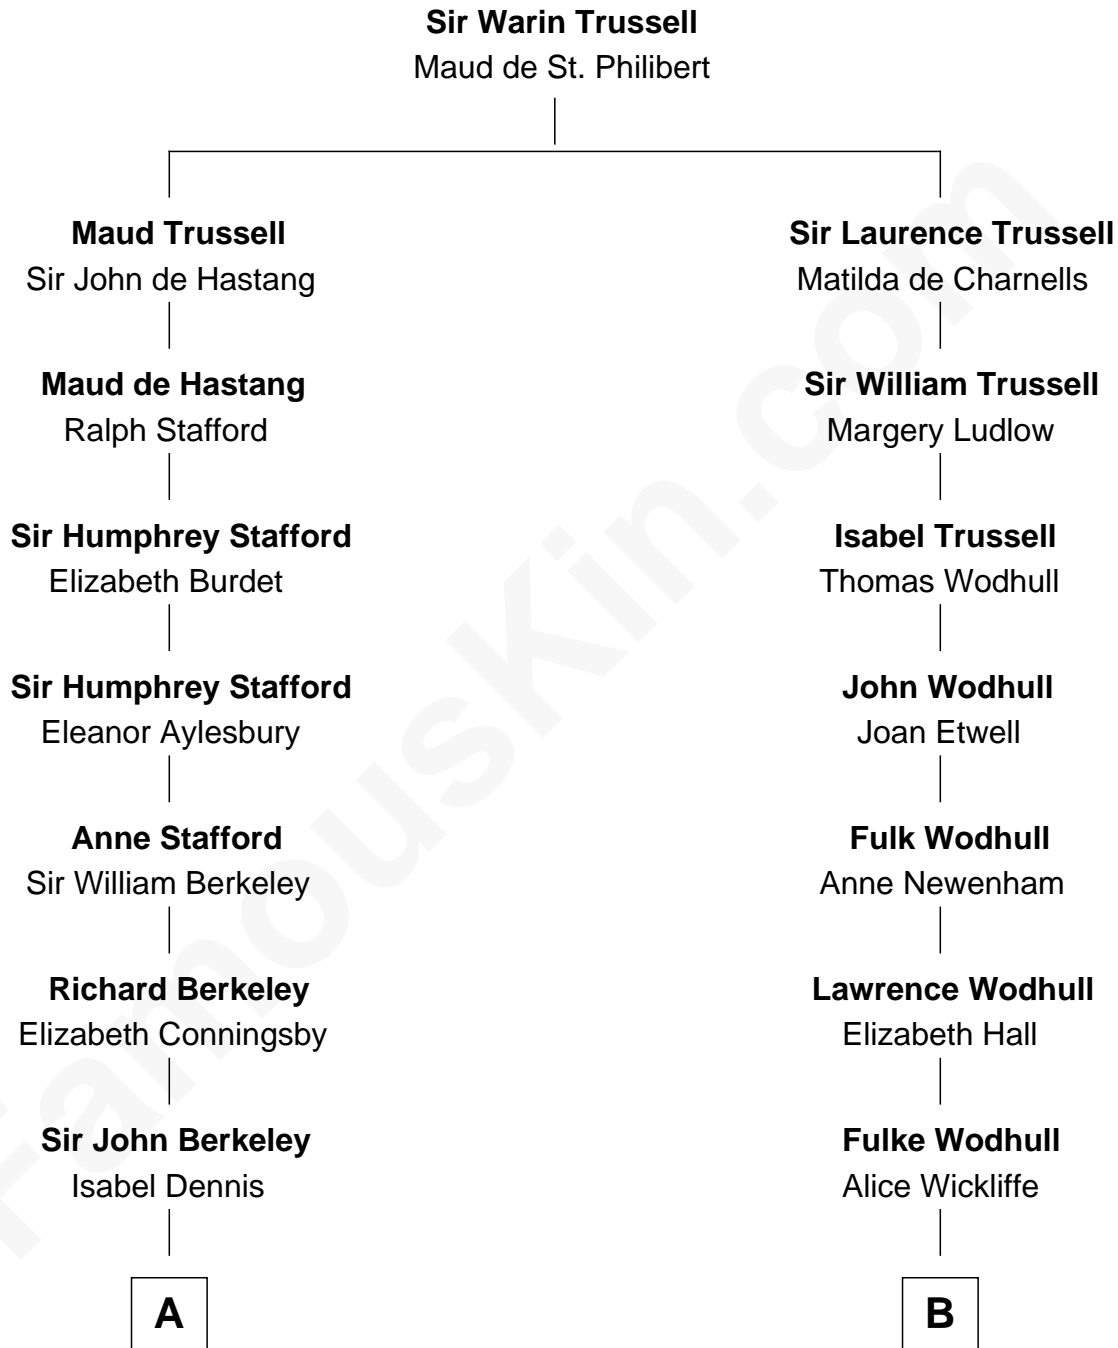 Sir Warin Trussell
Maud de St. Philibert
Maud Trussell
Sir John de Hastang
Sir Laurence Trussell
Matilda de Charnells
Maud de Hastang
Ralph Stafford
Sir William Trussell
Margery Ludlow
Sir Humphrey Stafford
Elizabeth Burdet
Isabel Trussell
Thomas Wodhull
Sir Humphrey Stafford
Eleanor Aylesbury
John Wodhull
Joan Etwell
Anne Stafford
Sir William Berkeley
Fulk Wodhull
Anne Newenham
Richard Berkeley
Elizabeth Conningsby
Lawrence Wodhull
Elizabeth Hall
Sir John Berkeley
Isabel Dennis
Fulke Wodhull
Alice Wickliffe
A
B
FamousKin.com